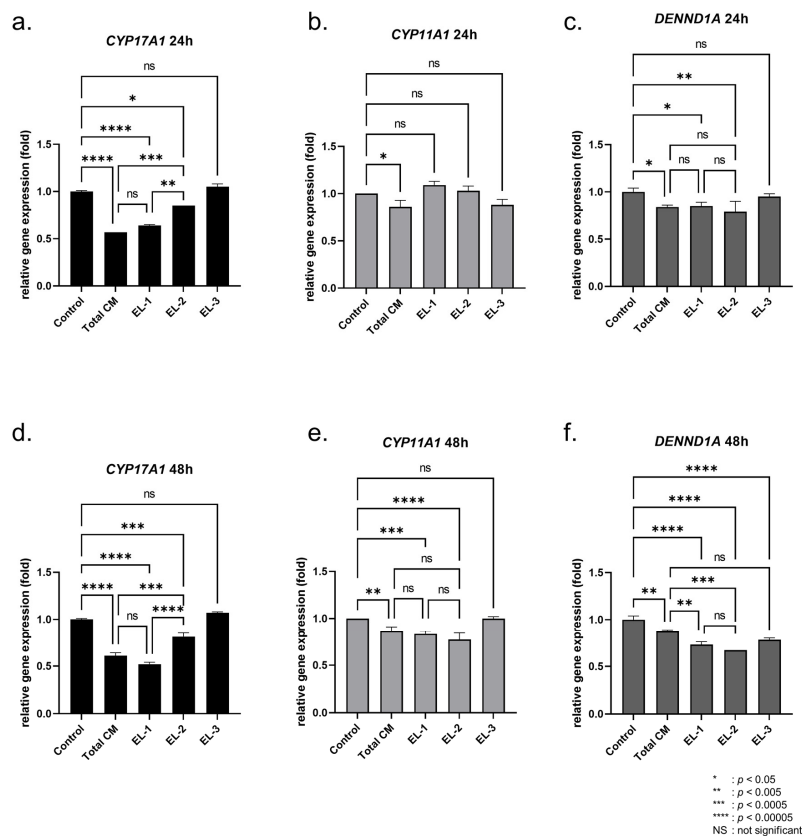 a.
CYP17A1 24h
ns
*
****
**** ***
ns **
relative gene expression (fold)
1.5
1.0
0.5
0.0
Control
Total CM
EL-1
EL-2
EL-3
b.
CYP11A1 24h
ns
ns
ns
*
relative gene expression (fold)
1.5
1.0
0.5
0.0
Control
Total CM
EL-1
EL-2
EL-3
c.
DENND1A 24h
ns
**
*
ns
* ns ns
relative gene expression (fold)
1.5
1.0
0.5
0.0
Control
Total CM
EL-1
EL-2
EL-3
d.
CYP17A1 48h
ns
***
****
**** ***
ns ****
relative gene expression (fold)
1.5
1.0
0.5
0.0
Control
Total CM
EL-1
EL-2
EL-3
e.
CYP11A1 48h
ns
****
***
ns
** ns ns
relative gene expression (fold)
1.5
1.0
0.5
0.0
Control
Total CM
EL-1
EL-2
EL-3
f.
DENND1A 48h
****
****
****
ns
** ***
** ns
relative gene expression (fold)
1.5
1.0
0.5
0.0
Control
Total CM
EL-1
EL-2
EL-3
* : p < 0.05
** : p < 0.005
*** : p < 0.0005
**** : p < 0.00005
NS : not significant